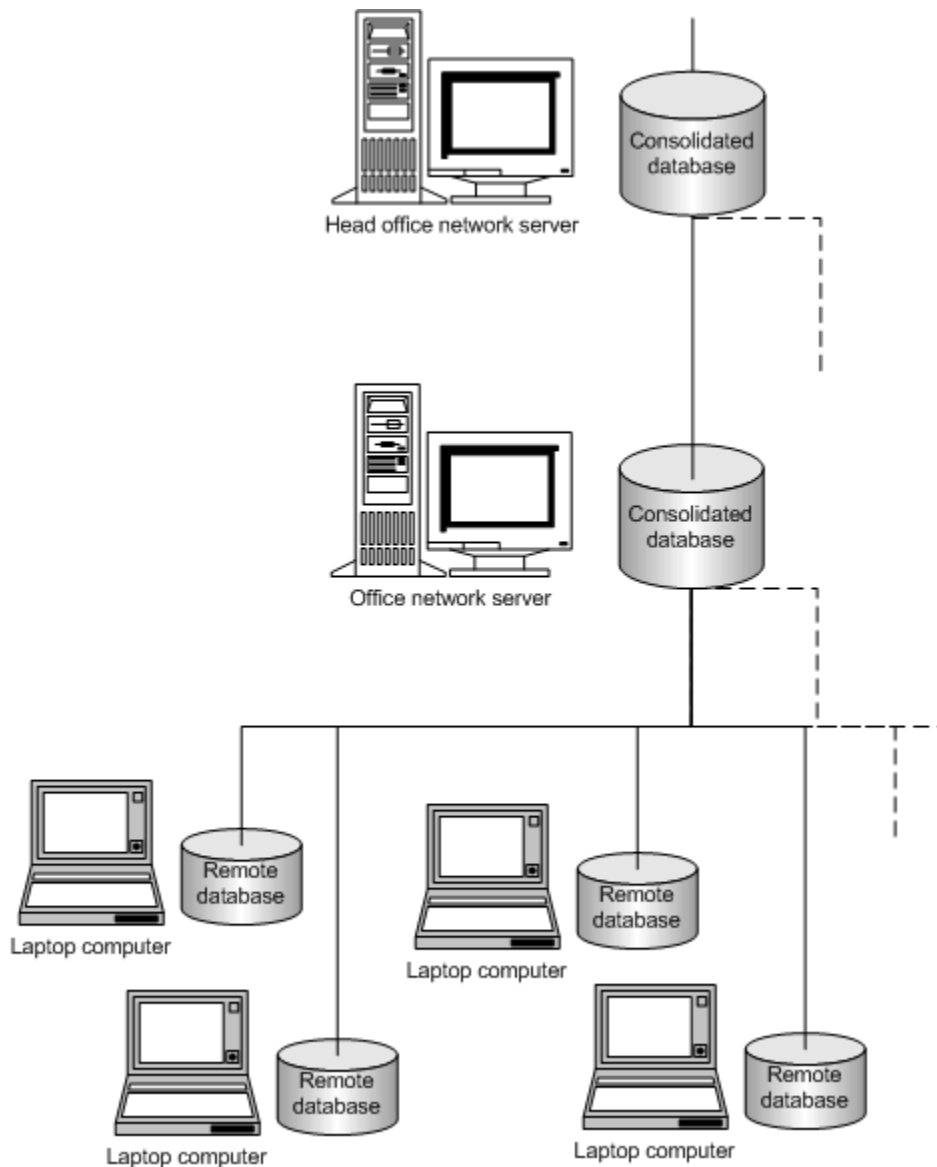 Consolidated
database
Head office network server
Consolidated
database
Office network server
Remote
database
Laptop computer
Remote
database
Laptop computer
Remote
database
Laptop computer
Remote
database
Laptop computer